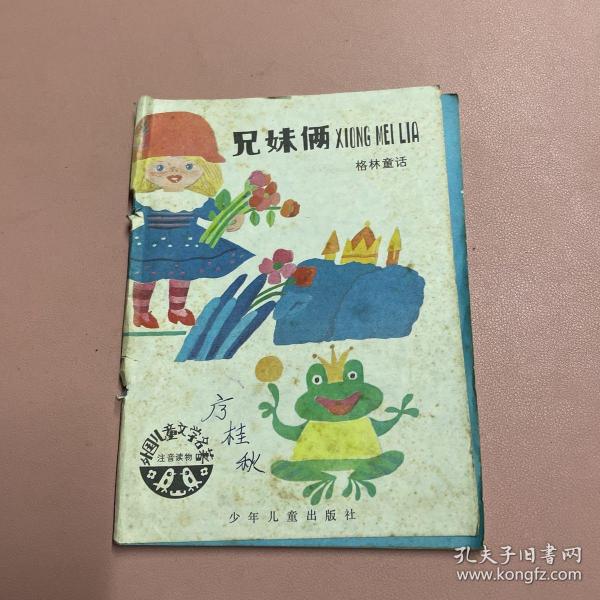 兄妹俩 XIONG MEI LIA
格林童话
方桂秋
外国儿童文学名著
注音读物
少年儿童出版社
孔夫子旧书网
www.kongfz.com